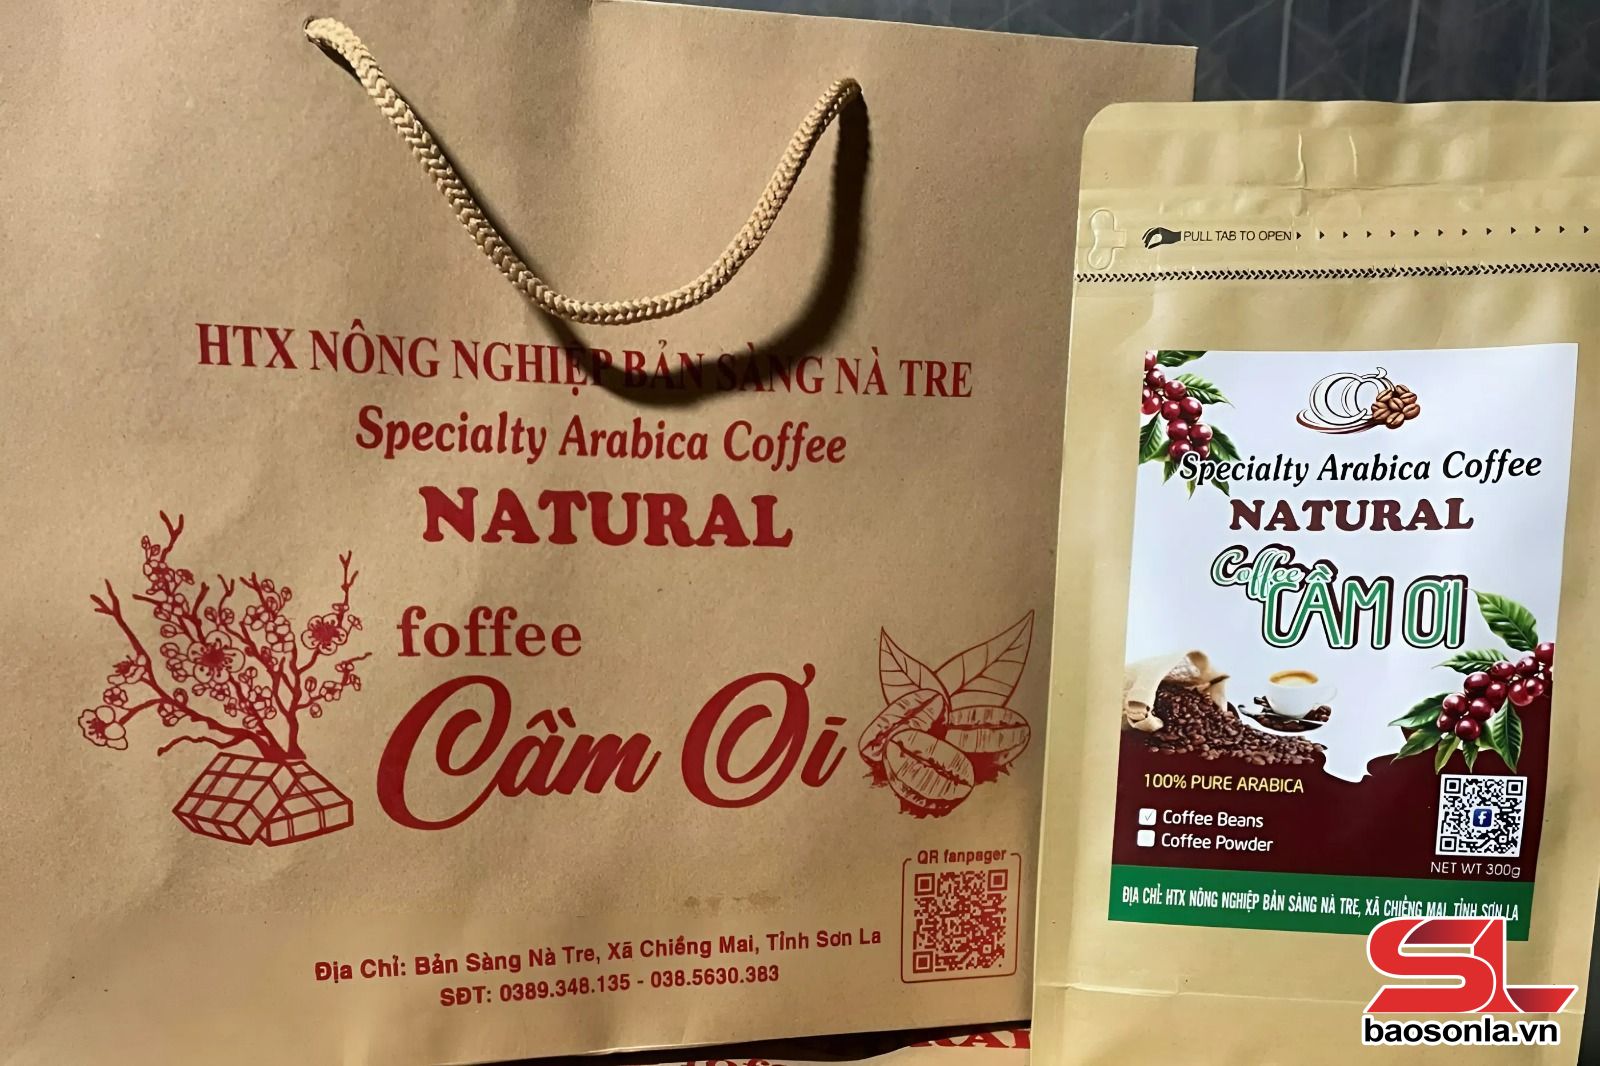 HTX NÔNG NGHIỆP BẢN SÀNG NÀ TRE
Specialty Arabica Coffee
NATURAL
foffee
Cầm Ơi
QR fanpager
Địa Chỉ: Bản Sàng Nà Tre, Xã Chiềng Mai, Tỉnh Sơn La
SĐT: 0389.348.135 - 038.5630.383
PULL TAB TO OPEN
Specialty Arabica Coffee
NATURAL
Coffee
CẦM ƠI
100% PURE ARABICA
Coffee Beans
Coffee Powder
NET WT 300g
ĐỊA CHỈ: HTX NÔNG NGHIỆP BẢN SÀNG NÀ TRE, XÃ CHIỀNG MAI, TỈNH SƠN LA
SL
baosonla.vn